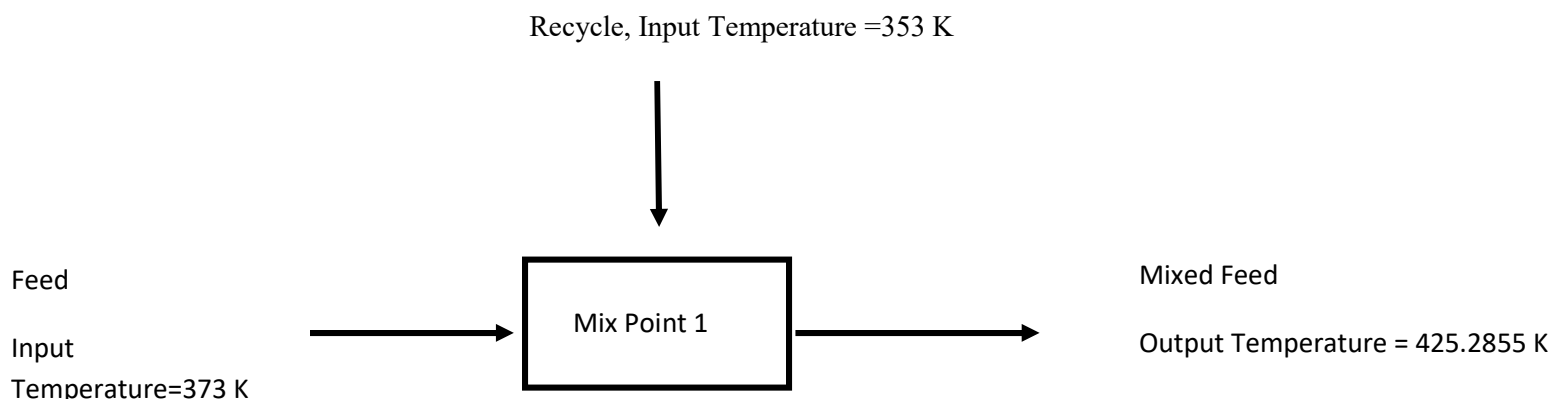 Recycle, Input Temperature =353 K
Feed
Input
Temperature=373 K
Mix Point 1
Mixed Feed
Output Temperature = 425.2855 K